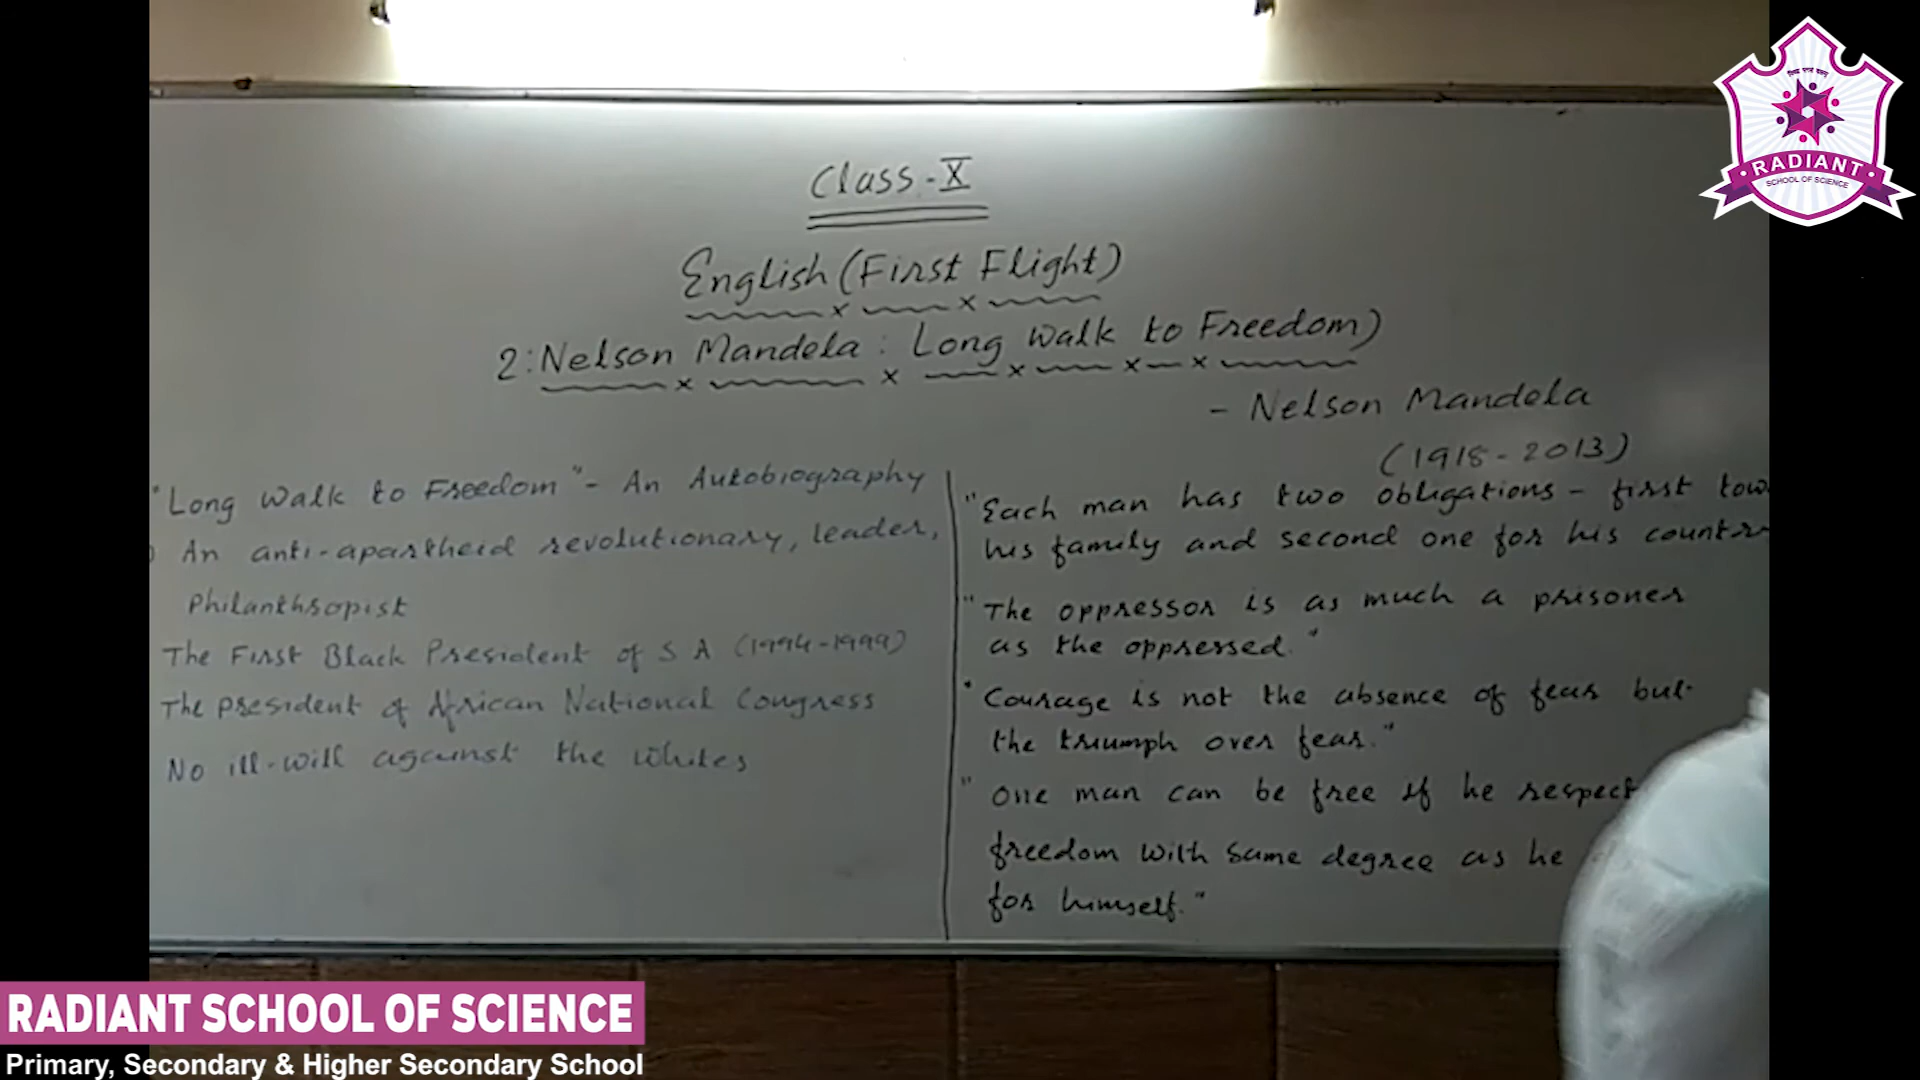 Class-X
English (First Flight)
2: Nelson Mandela: Long Walk to Freedom)
- Nelson Mandela
(1918-2013)
"Long Walk to Freedom" - An Autobiography
An anti-apartheid revolutionary, leader,
Philanthropist
The First Black President of S A (1994-1999)
The President of African National Congress
No ill-will against the Whites
"Each man has two obligations - first tow
his family and second one for his countr
"The oppressor is as much a prisoner
as the oppressed."
"Courage is not the absence of fear but
the triumph over fear."
"One man can be free if he respect
freedom with same degree as he
for himself."
RADIANT
SCHOOL OF SCIENCE
RADIANT SCHOOL OF SCIENCE
Primary, Secondary & Higher Secondary School